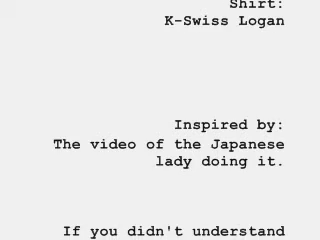 Shirt:
K-Swiss Logan
Inspired by:
The video of the Japanese
lady doing it.
If you didn't understand